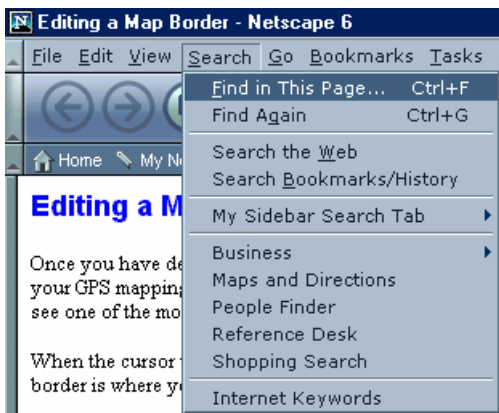 Editing a Map Border - Netscape 6
File Edit View Search Go Bookmarks Tasks
Find in This Page... Ctrl+F
Find Again Ctrl+G
Home My
Search the Web
Search Bookmarks/History
Editing a
My Sidebar Search Tab
Business
Once you have
Maps and Directions
your GPS mapping
People Finder
see one of the
Reference Desk
When the cursor
Shopping Search
border is where
Internet Keywords